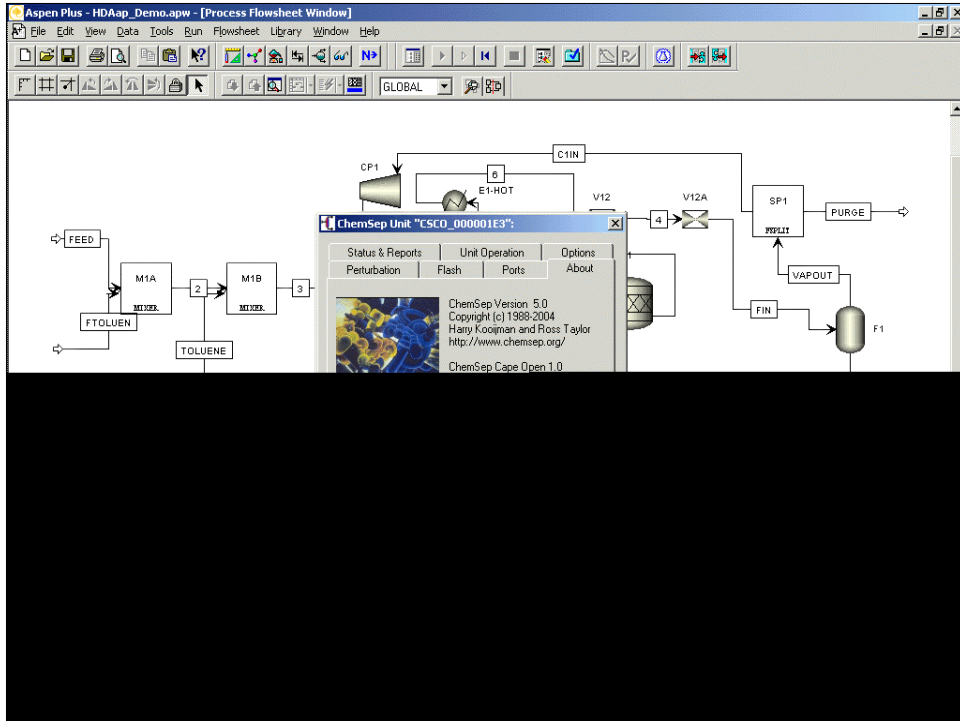 Aspen Plus - HDAap_Demo.apw - [Process Flowsheet Window]
File Edit View Data Tools Run Flowsheet Library Window Help
N>
GLOBAL
C1IN
CP1
6
E1-HOT
V12
4
V12A
SP1
FSPLIT
PURGE
ChemSep Unit "CSCO_000001E3":
Status & Reports Unit Operation Options
Perturbation Flash Ports About
ChemSep Version 5.0
Copyright (c) 1988-2004
Harry Kooijman and Ross Taylor
http://www.chemsep.org/
ChemSep Cape Open 1.0
FEED
M1A
MIXER
2
M1B
MIXER
3
FTOLUEN
TOLUENE
1
VAPOUT
FIN
F1